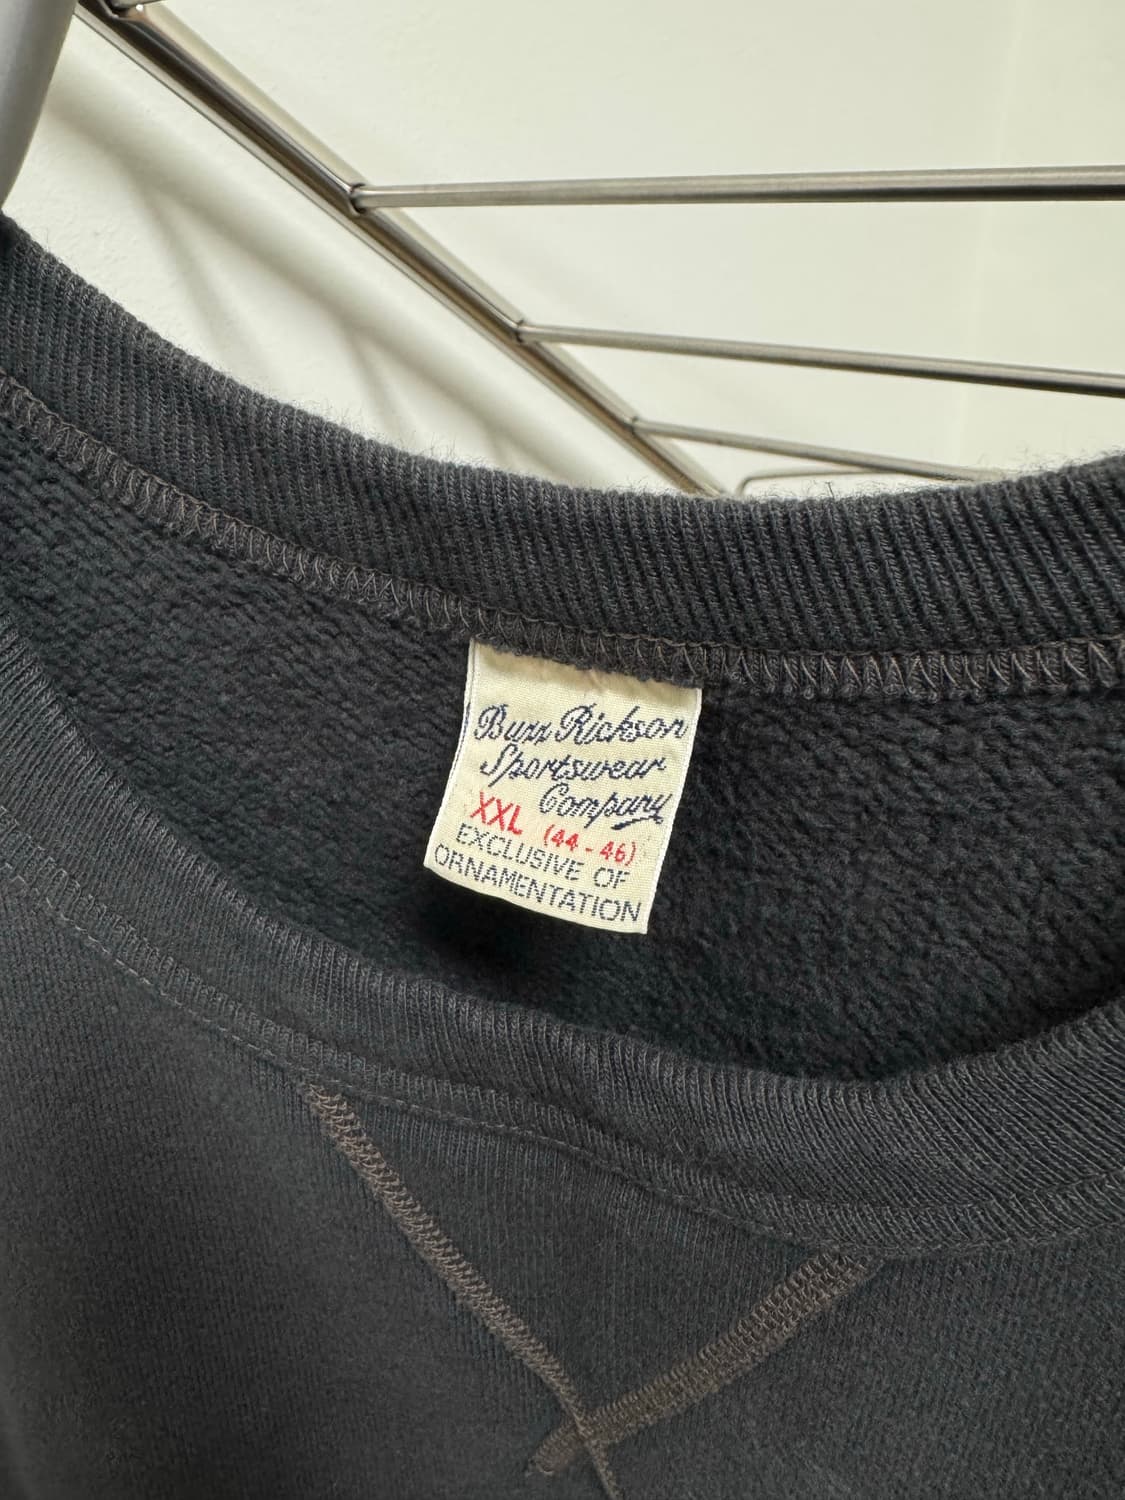 Buzz Rickson
Sportswear
Company
XXL (44-46)
EXCLUSIVE OF
ORNAMENTATION